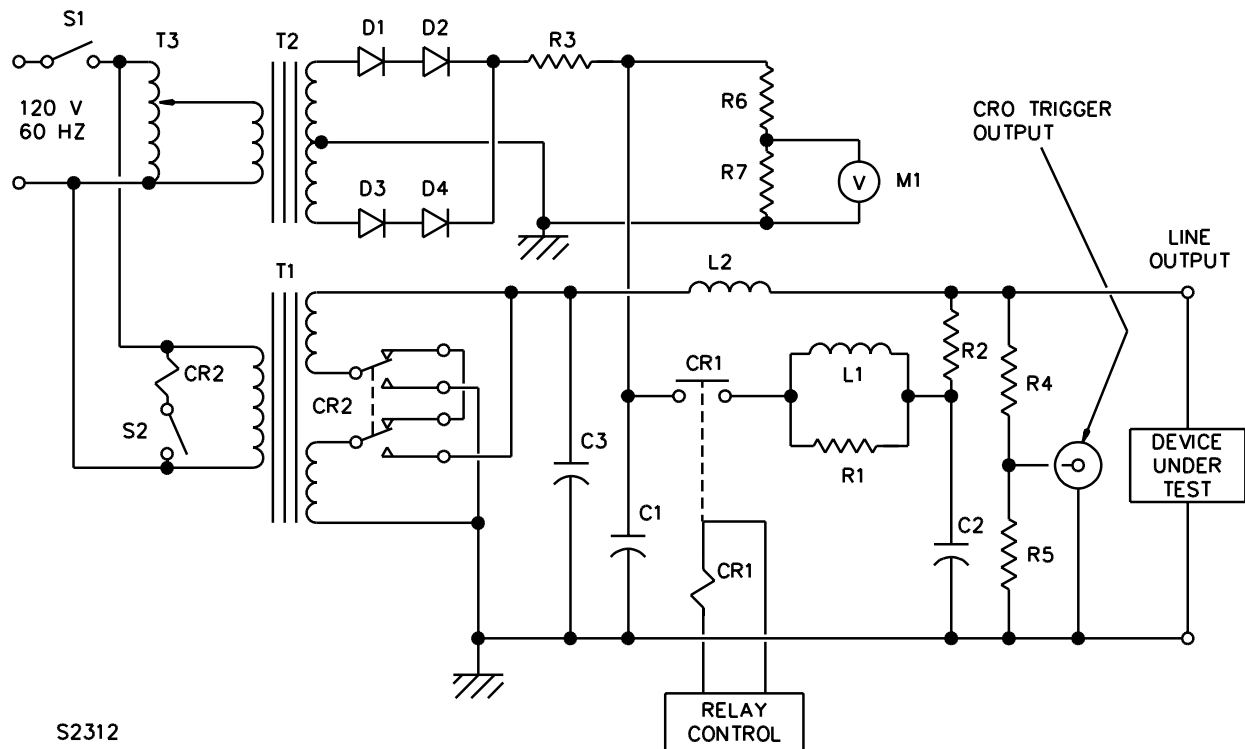 S1
T3
T2
D1
D2
R3
120 V
60 HZ
R6
CRO TRIGGER
OUTPUT
R7
V
M1
D3
D4
T1
L2
LINE
OUTPUT
CR2
S2
CR2
CR1
L1
R2
R4
C3
R1
DEVICE
UNDER
TEST
C1
C2
R5
CR1
RELAY
CONTROL
S2312